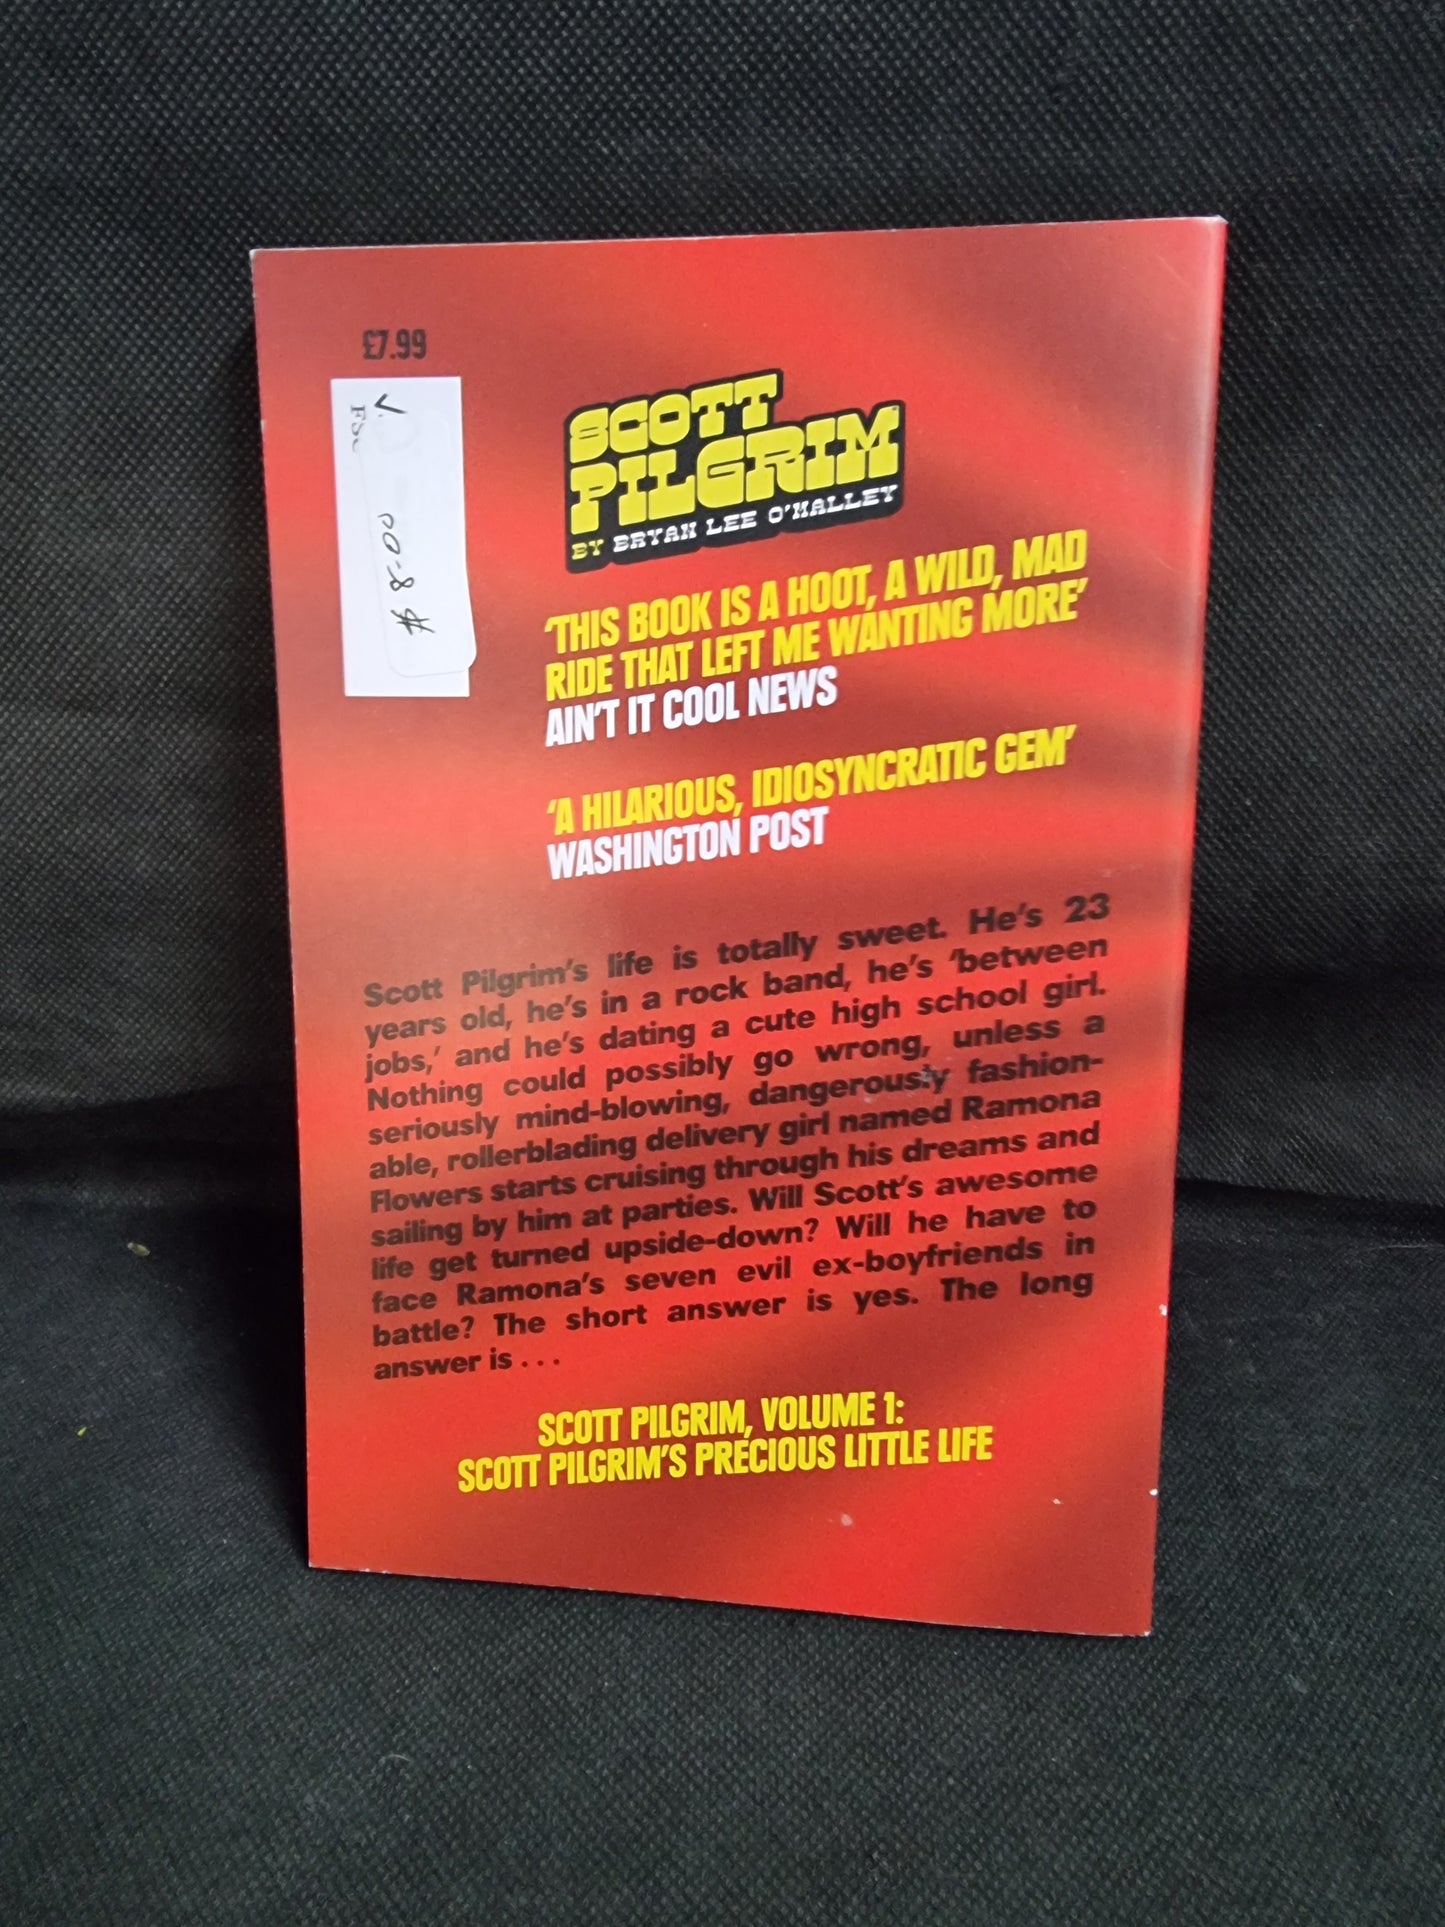 £7.99
FSC
$8-00
SCOTT
PILGRIM
BY BRYAN LEE O'MALLEY
'THIS BOOK IS A HOOT, A WILD, MAD
RIDE THAT LEFT ME WANTING MORE'
AIN'T IT COOL NEWS
'A HILARIOUS, IDIOSYNCRATIC GEM'
WASHINGTON POST
Scott Pilgrim's life is totally sweet. He's 23
years old, he's in a rock band, he's 'between
jobs,' and he's dating a cute high school girl.
Nothing could possibly go wrong, unless a
seriously mind-blowing, dangerously fashion-
able, rollerblading delivery girl named Ramona
Flowers starts cruising through his dreams and
sailing by him at parties. Will Scott's awesome
life get turned upside-down? Will he have to
face Ramona's seven evil ex-boyfriends in
battle? The short answer is yes. The long
answer is . . .
SCOTT PILGRIM, VOLUME 1:
SCOTT PILGRIM'S PRECIOUS LITTLE LIFE